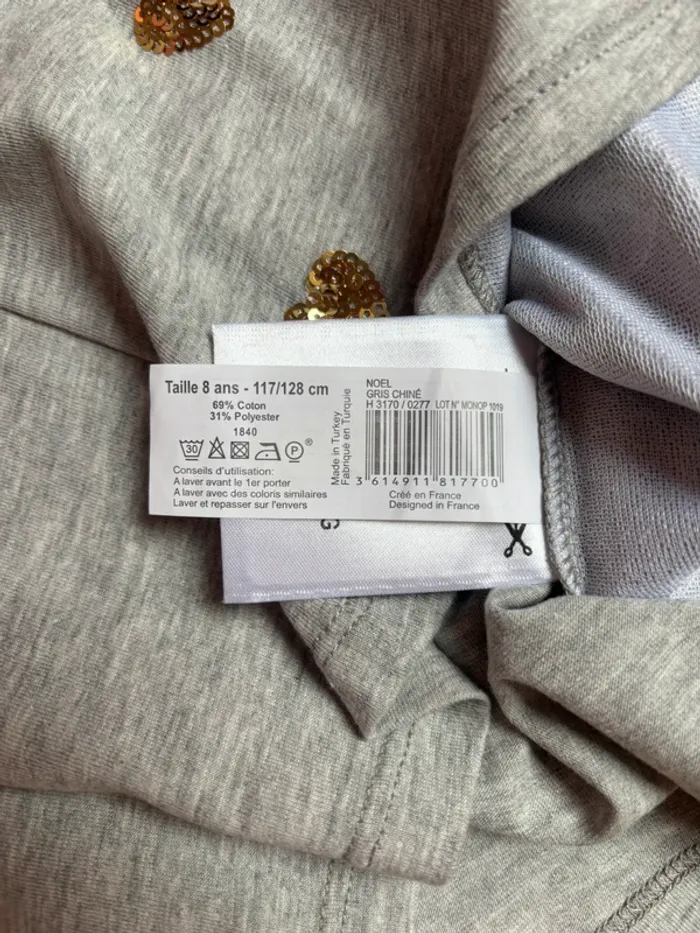 Taille 8 ans - 117/128 cm
69% Coton
31% Polyester
1840
30
P
®
Conseils d'utilisation:
A laver avant le 1er porter
A laver avec des coloris similaires
Laver et repasser sur l'envers
Made in Turkey
Fabriqué en Turquie
NOEL
GRIS CHINÉ
H 3170 / 0277 LOT N° MONOP 1019
3 614911 817700
Créé en France
Designed in France
G